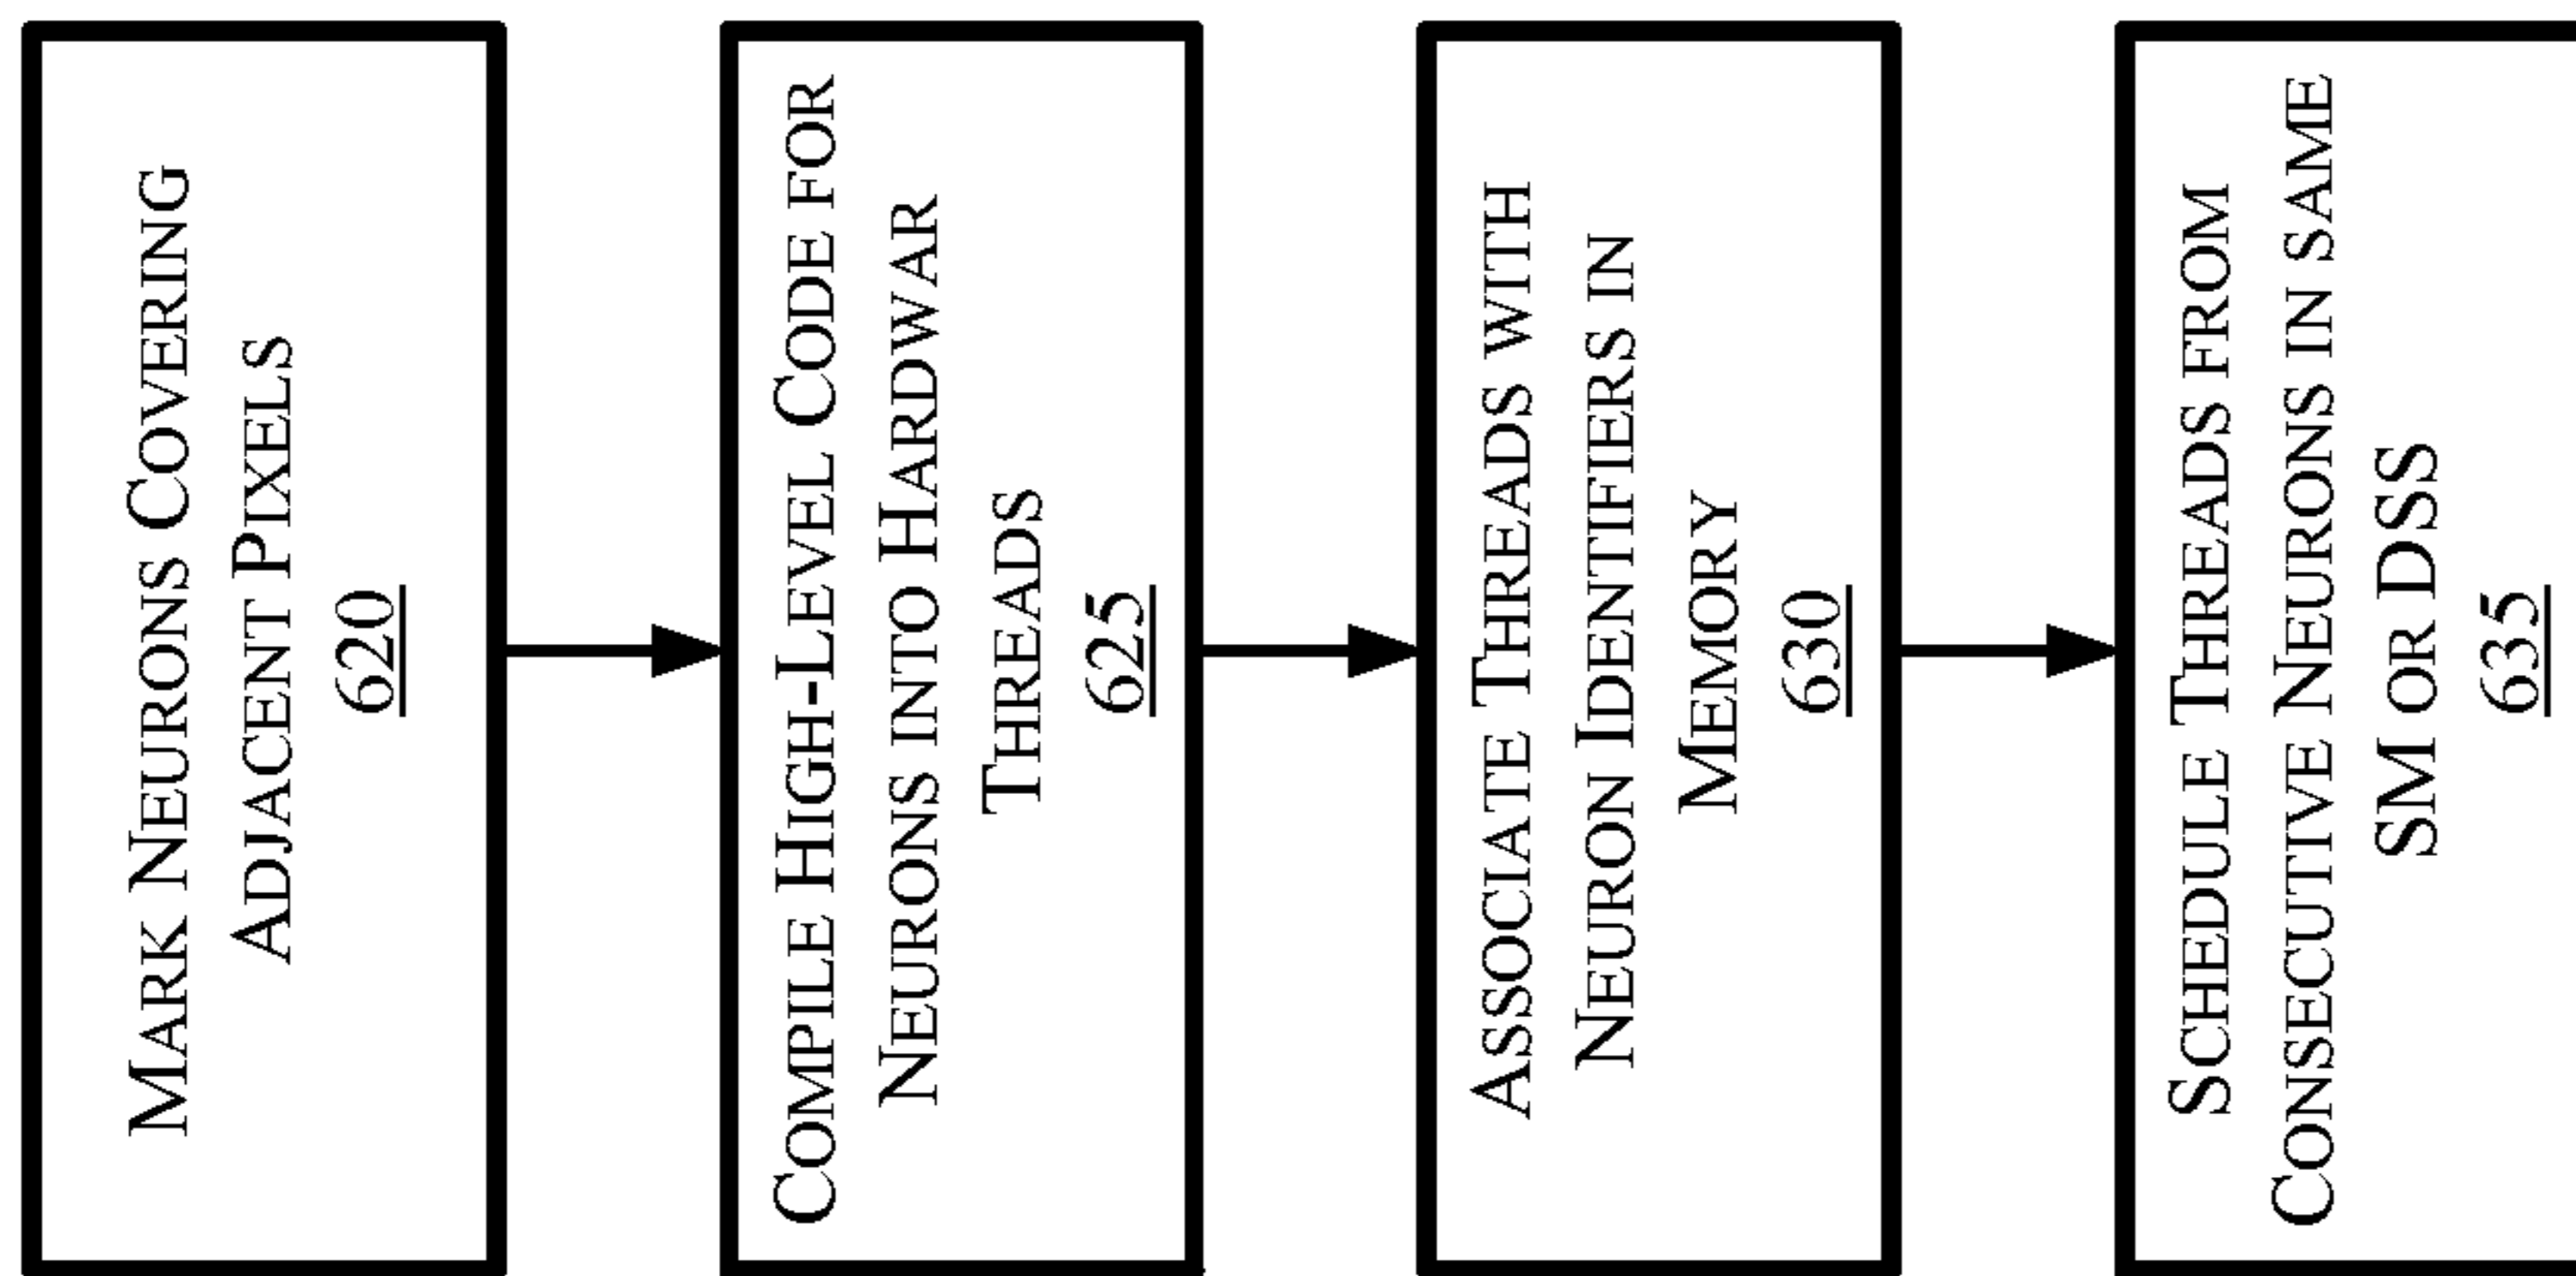 Mark Neurons Covering
Adjacent Pixels
620
Compile High-Level Code for
Neurons into Hardwar
Threads
625
Associate Threads with
Neuron Identifiers in
Memory
630
Schedule Threads from
Consecutive Neurons in same
SM or DSS
635